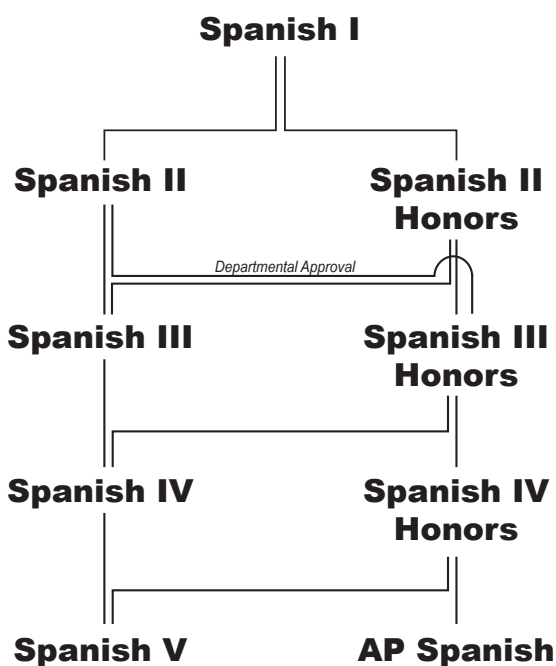 Spanish I
Spanish II
Spanish II
Honors
Departmental Approval
Spanish III
Spanish III
Honors
Spanish IV
Spanish IV
Honors
Spanish V
AP Spanish